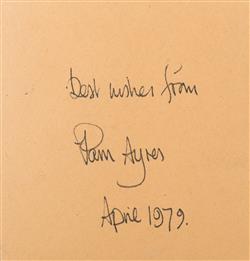 Best wishes from
Pam Ayres
April 1979.